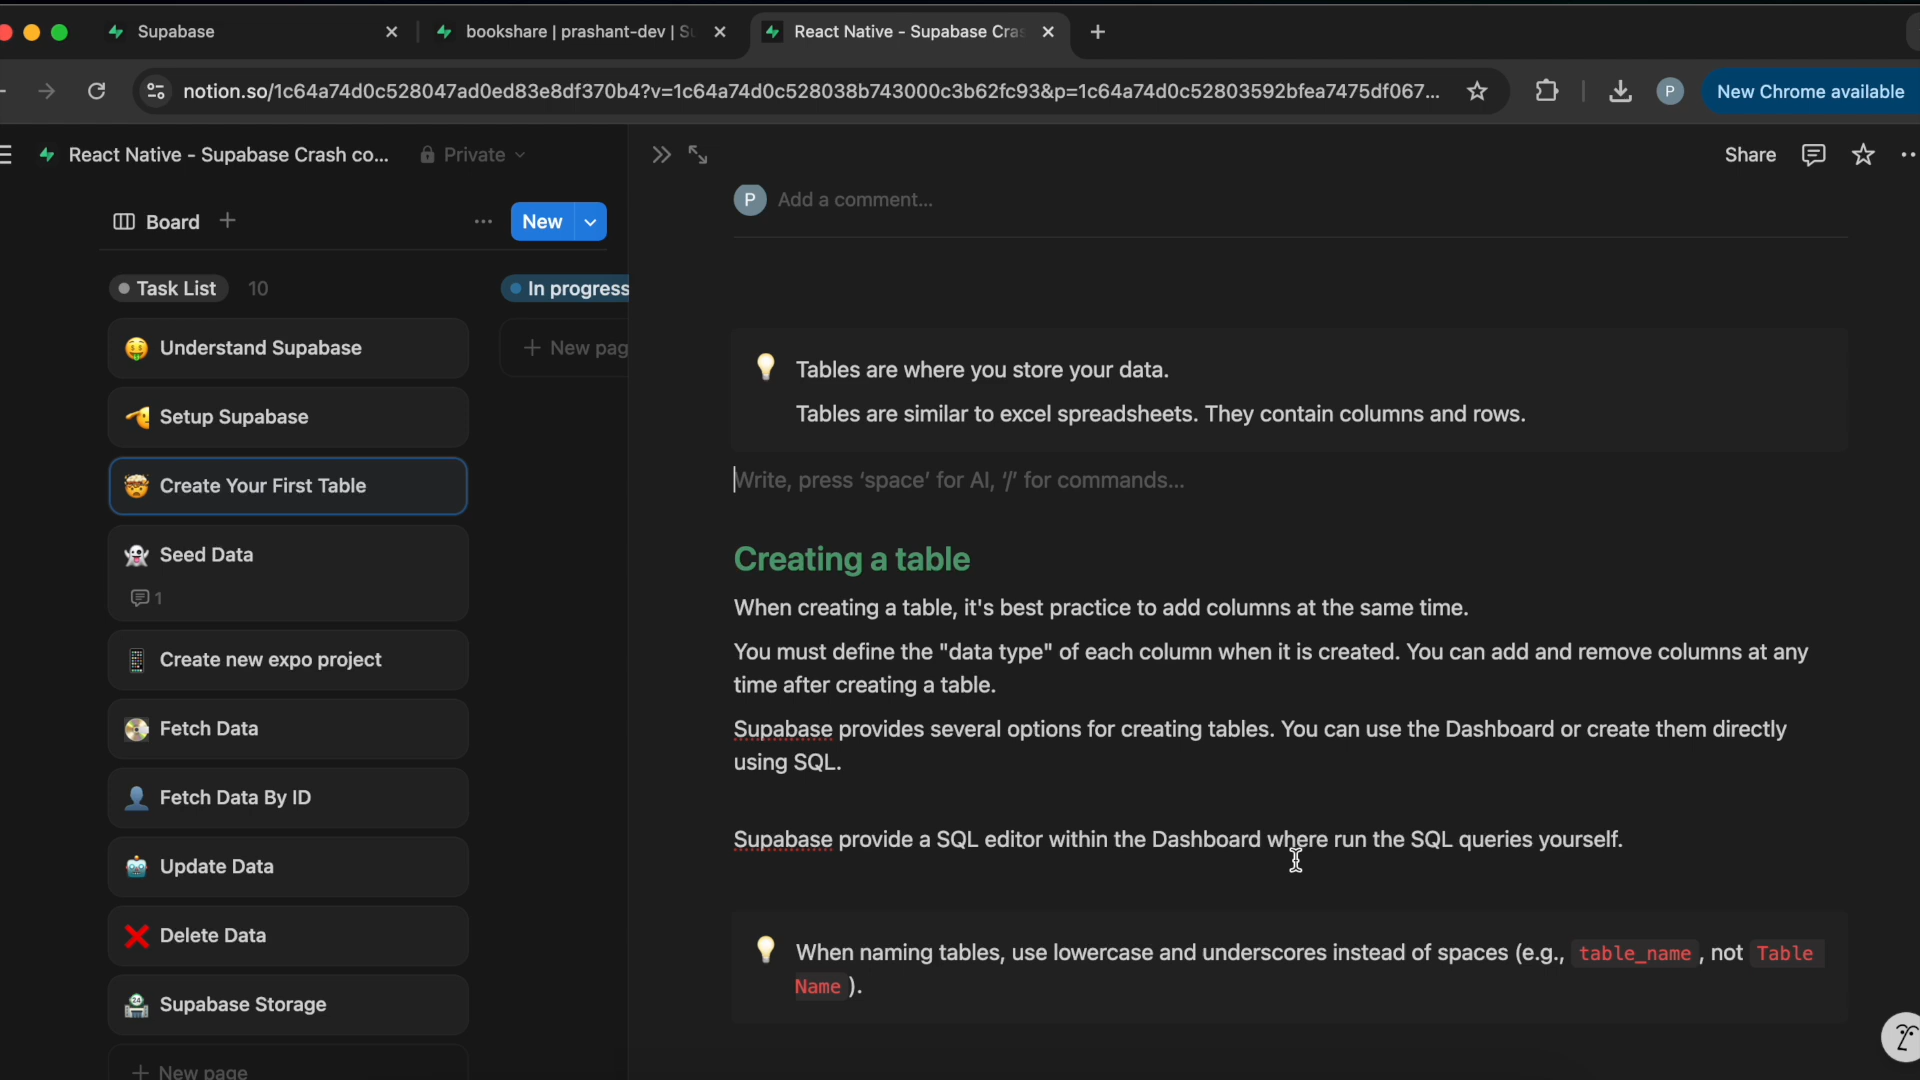 Supabase
bookshare | prashant-dev | Su
React Native - Supabase Cras
notion.so/1c64a74d0c528047ad0ed83e8df370b4?v=1c64a74d0c528038b743000c3b62fc93&p=1c64a74d0c52803592bfea7475df067...
P
New Chrome available
React Native - Supabase Crash co...
Private
Share
Board
New
P
Add a comment...
Task List 10
In progress
Understand Supabase
New pag
Setup Supabase
Create Your First Table
Seed Data
1
Create new expo project
Fetch Data
Fetch Data By ID
Update Data
Delete Data
Supabase Storage
New page
Tables are where you store your data.
Tables are similar to excel spreadsheets. They contain columns and rows.
Write, press ‘space’ for AI, ‘/’ for commands...
Creating a table
When creating a table, it's best practice to add columns at the same time.
You must define the "data type" of each column when it is created. You can add and remove columns at any
time after creating a table.
Supabase provides several options for creating tables. You can use the Dashboard or create them directly
using SQL.
Supabase provide a SQL editor within the Dashboard where run the SQL queries yourself.
When naming tables, use lowercase and underscores instead of spaces (e.g., table_name , not Table
Name ).